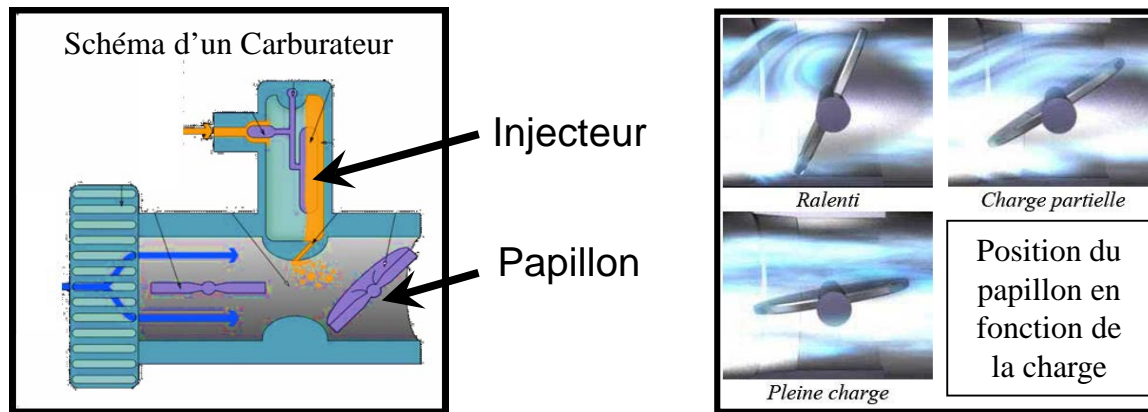 Schéma d’un Carburateur
Injecteur
Papillon
Ralenti
Charge partielle
Pleine charge
Position du
papillon en
fonction de
la charge